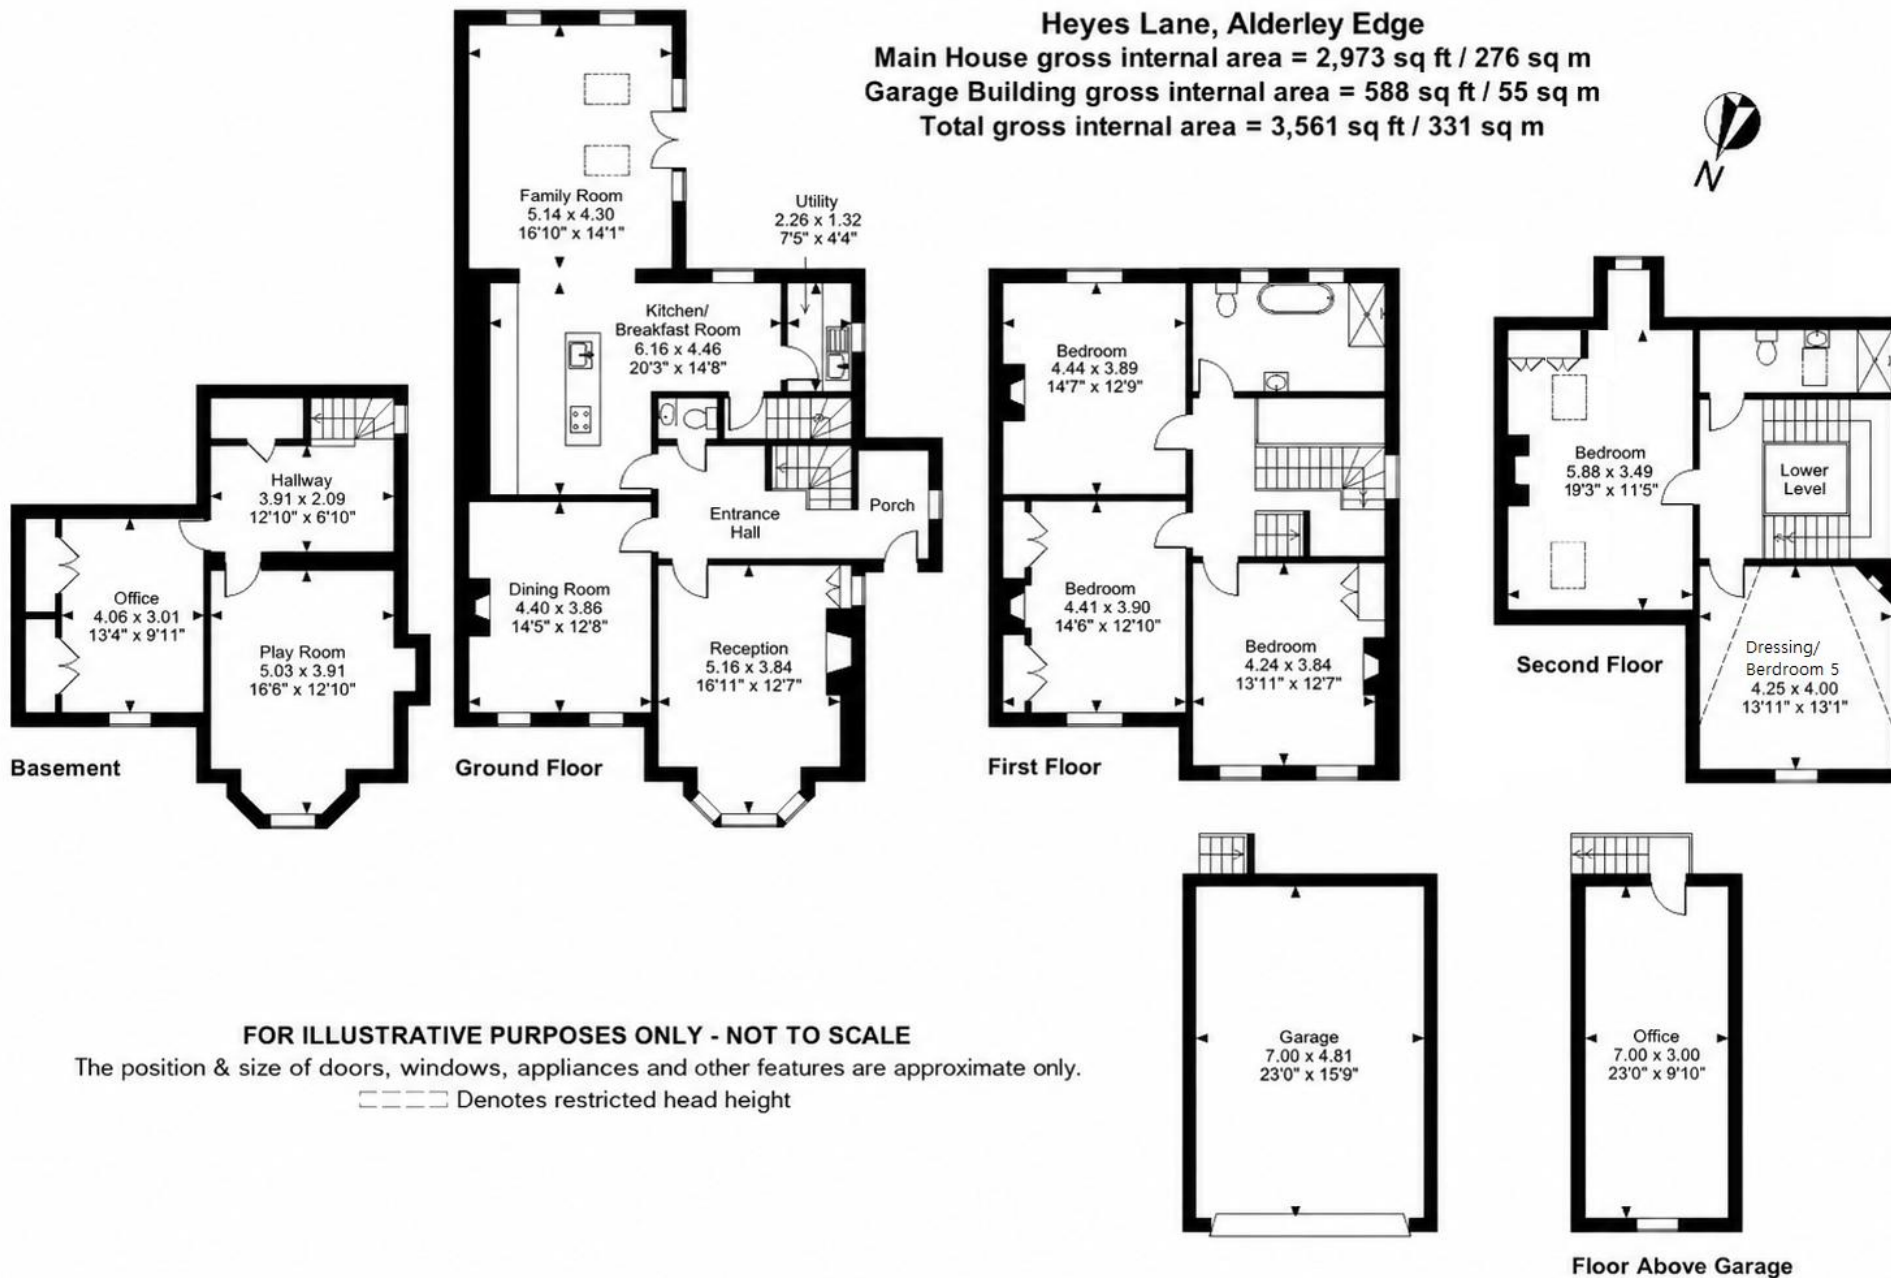 Heyes Lane, Alderley Edge
Main House gross internal area = 2,973 sq ft / 276 sq m
Garage Building gross internal area = 588 sq ft / 55 sq m
Total gross internal area = 3,561 sq ft / 331 sq m
N
Hallway
3.91 x 2.09
12'10" x 6'10"
Office
4.06 x 3.01
13'4" x 9'11"
Play Room
5.03 x 3.91
16'6" x 12'10"
Basement
Family Room
5.14 x 4.30
16'10" x 14'1"
Utility
2.26 x 1.32
7'5" x 4'4"
Kitchen/
Breakfast Room
6.16 x 4.46
20'3" x 14'8"
Entrance
Hall
Porch
Dining Room
4.40 x 3.86
14'5" x 12'8"
Reception
5.16 x 3.84
16'11" x 12'7"
Ground Floor
Bedroom
4.44 x 3.89
14'7" x 12'9"
Bedroom
4.41 x 3.90
14'6" x 12'10"
Bedroom
4.24 x 3.84
13'11" x 12'7"
First Floor
Bedroom
5.88 x 3.49
19'3" x 11'5"
Lower
Level
Dressing/
Berdroom 5
4.25 x 4.00
13'11" x 13'1"
Second Floor
Garage
7.00 x 4.81
23'0" x 15'9"
Office
7.00 x 3.00
23'0" x 9'10"
Floor Above Garage
FOR ILLUSTRATIVE PURPOSES ONLY - NOT TO SCALE
The position & size of doors, windows, appliances and other features are approximate only.
Denotes restricted head height